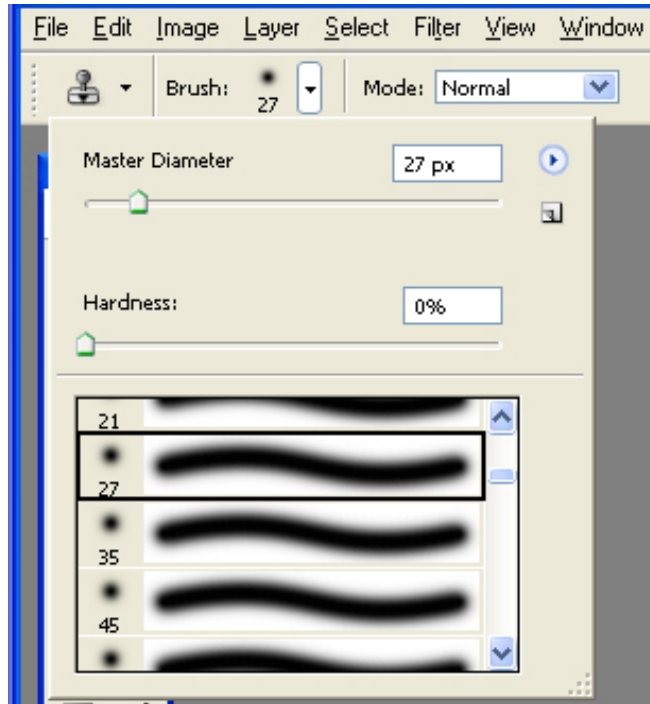 File Edit Image Layer Select Filter View Window
Brush: 27 Mode: Normal
Master Diameter 27 px
Hardness: 0%
21
27
35
45